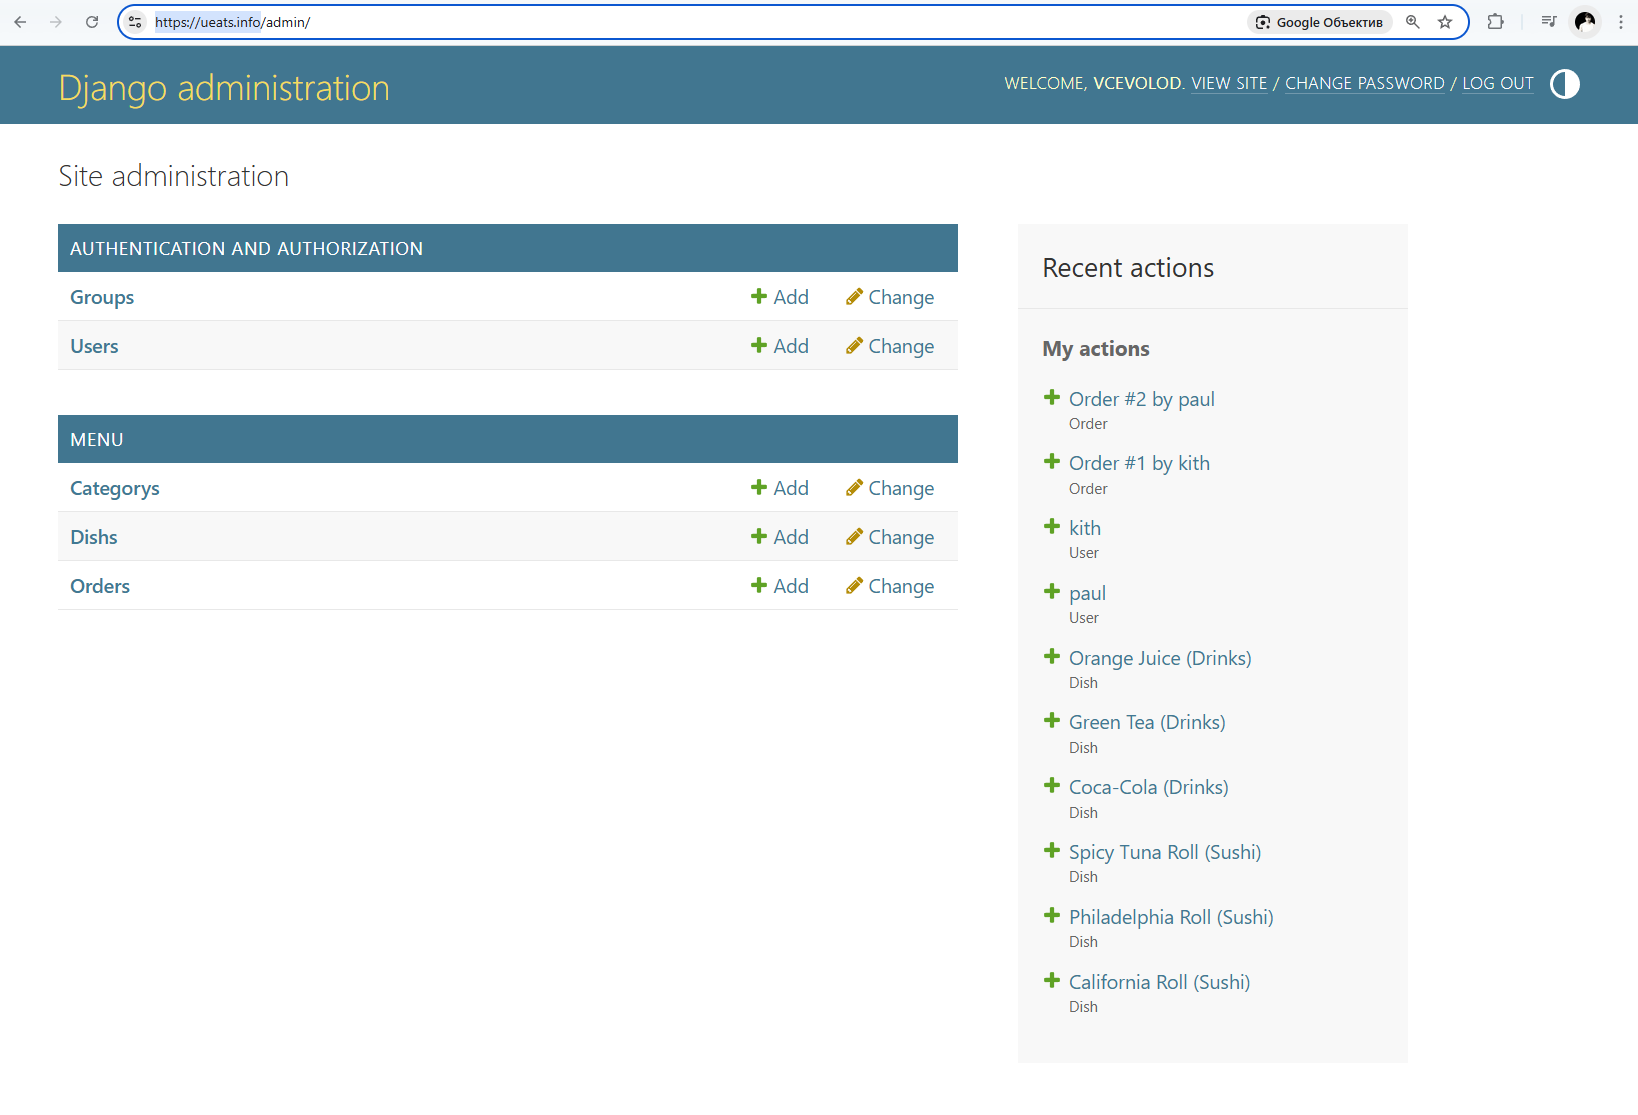 https://ueats.info/admin/
Google Объектив
Django administration
WELCOME, VCEVOLOD. VIEW SITE / CHANGE PASSWORD / LOG OUT
Site administration
AUTHENTICATION AND AUTHORIZATION
Groups Add Change
Users Add Change
MENU
Categorys Add Change
Dishs Add Change
Orders Add Change
Recent actions
My actions
Order #2 by paul
Order
Order #1 by kith
Order
kith
User
paul
User
Orange Juice (Drinks)
Dish
Green Tea (Drinks)
Dish
Coca-Cola (Drinks)
Dish
Spicy Tuna Roll (Sushi)
Dish
Philadelphia Roll (Sushi)
Dish
California Roll (Sushi)
Dish